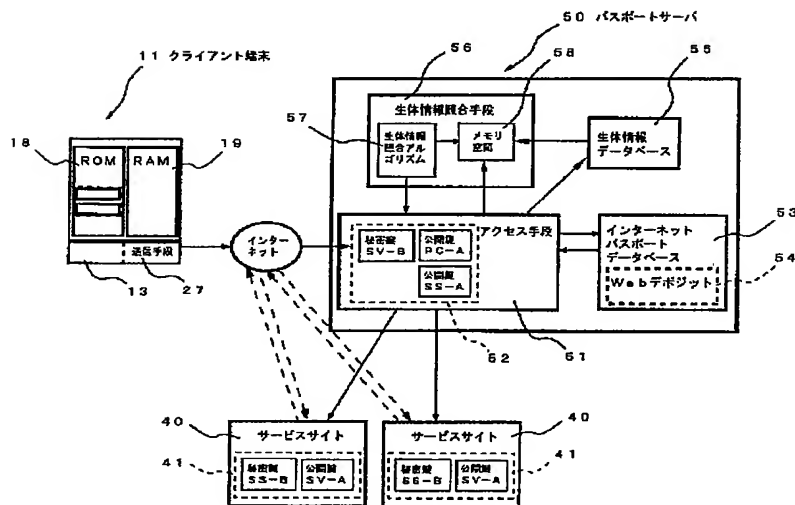 50 パスポートサーバ
11 クライアント端末
56
58
55
生体情報照合手段
57
生体情報
照合アル
ゴリズム
メモリ
空間
生体情報
データベース
18
19
ROM
RAM
送信手段
13
27
インター
ネット
アクセス手段
秘密鍵
SV-B
公開鍵
PC-A
公開鍵
SS-A
インターネット
パスポート
データベース
Webデポジット
53
54
52
51
40
サービスサイト
41
秘密鍵
SS-B
公開鍵
SV-A
40
サービスサイト
41
秘密鍵
SS-B
公開鍵
SV-A